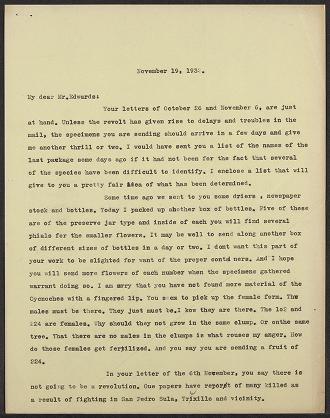 November 19, 1932.
My dear Mr.Edwards:
Your letters of October 26 and November 6, are just
at hand. Unless the revolt has given rise to delays and troubles in the
mail, the specimens you are sending should arrive in a few days and give
me another thrill or two. I would have sent you a list of the names of the
last package some days ago if it had not been for the fact that several
of the species have been difficult to identify. I enclose a list that will
give to you a pretty fair idea of what has been determined.
Some time ago we sent to you some driers , newspaper
stock and bottles. Today I packed up another box of bottles. Five of these
are of the preserve jar type and inside of each you will find several
phials for the smaller flowers. It may be well to send along another box
of different sizes of bottles in a day or two. I dont want this part of
your work to be slighted for want of the proper containers. And I hope
you will send more flowers of each number when the specimens gathered
warrant doing so. I am sorry that you have not found more material of the
Cycnoches with a fingered lip. You seem to pick up the female form. The
males must be there. They just must be.I know they are there. The 162 and
224 are females. Why should they not grow in the same clump. Or onthe same
tree. That there are no males in the clumps is what rouses my anger. How
do those females get fertilized. And you say you are sending a fruit of
224.
In your letter of the 6th November, you say there is
not going to be a revolution. One papers have report of many killed as
a result of fighting in San Pedro Sula, Trixillo and vicinity.